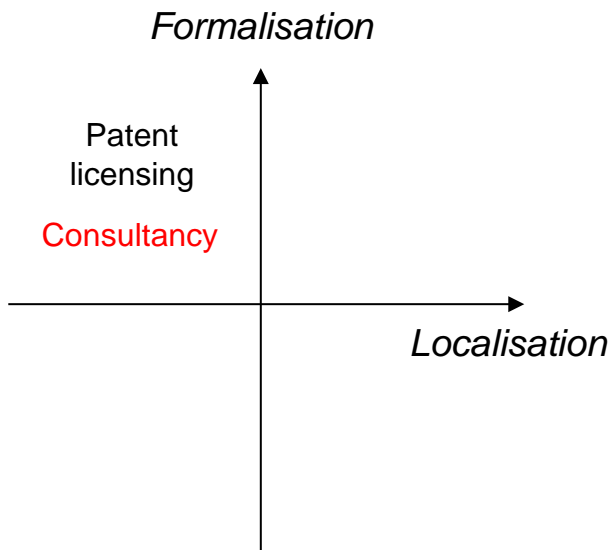 Formalisation
Patent
licensing
Consultancy
Localisation